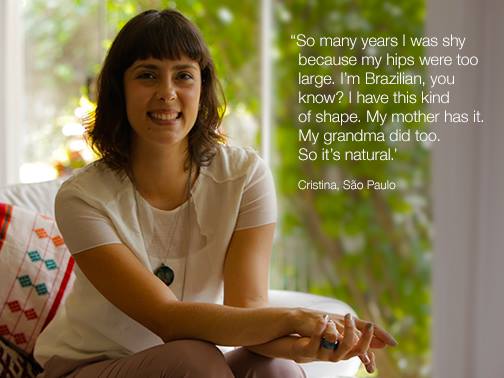 “So many years I was shy
because my hips were too
large. I’m Brazilian, you
know? I have this kind
of shape. My mother has it.
My grandma did too.
So it’s natural.’
Cristina, São Paulo